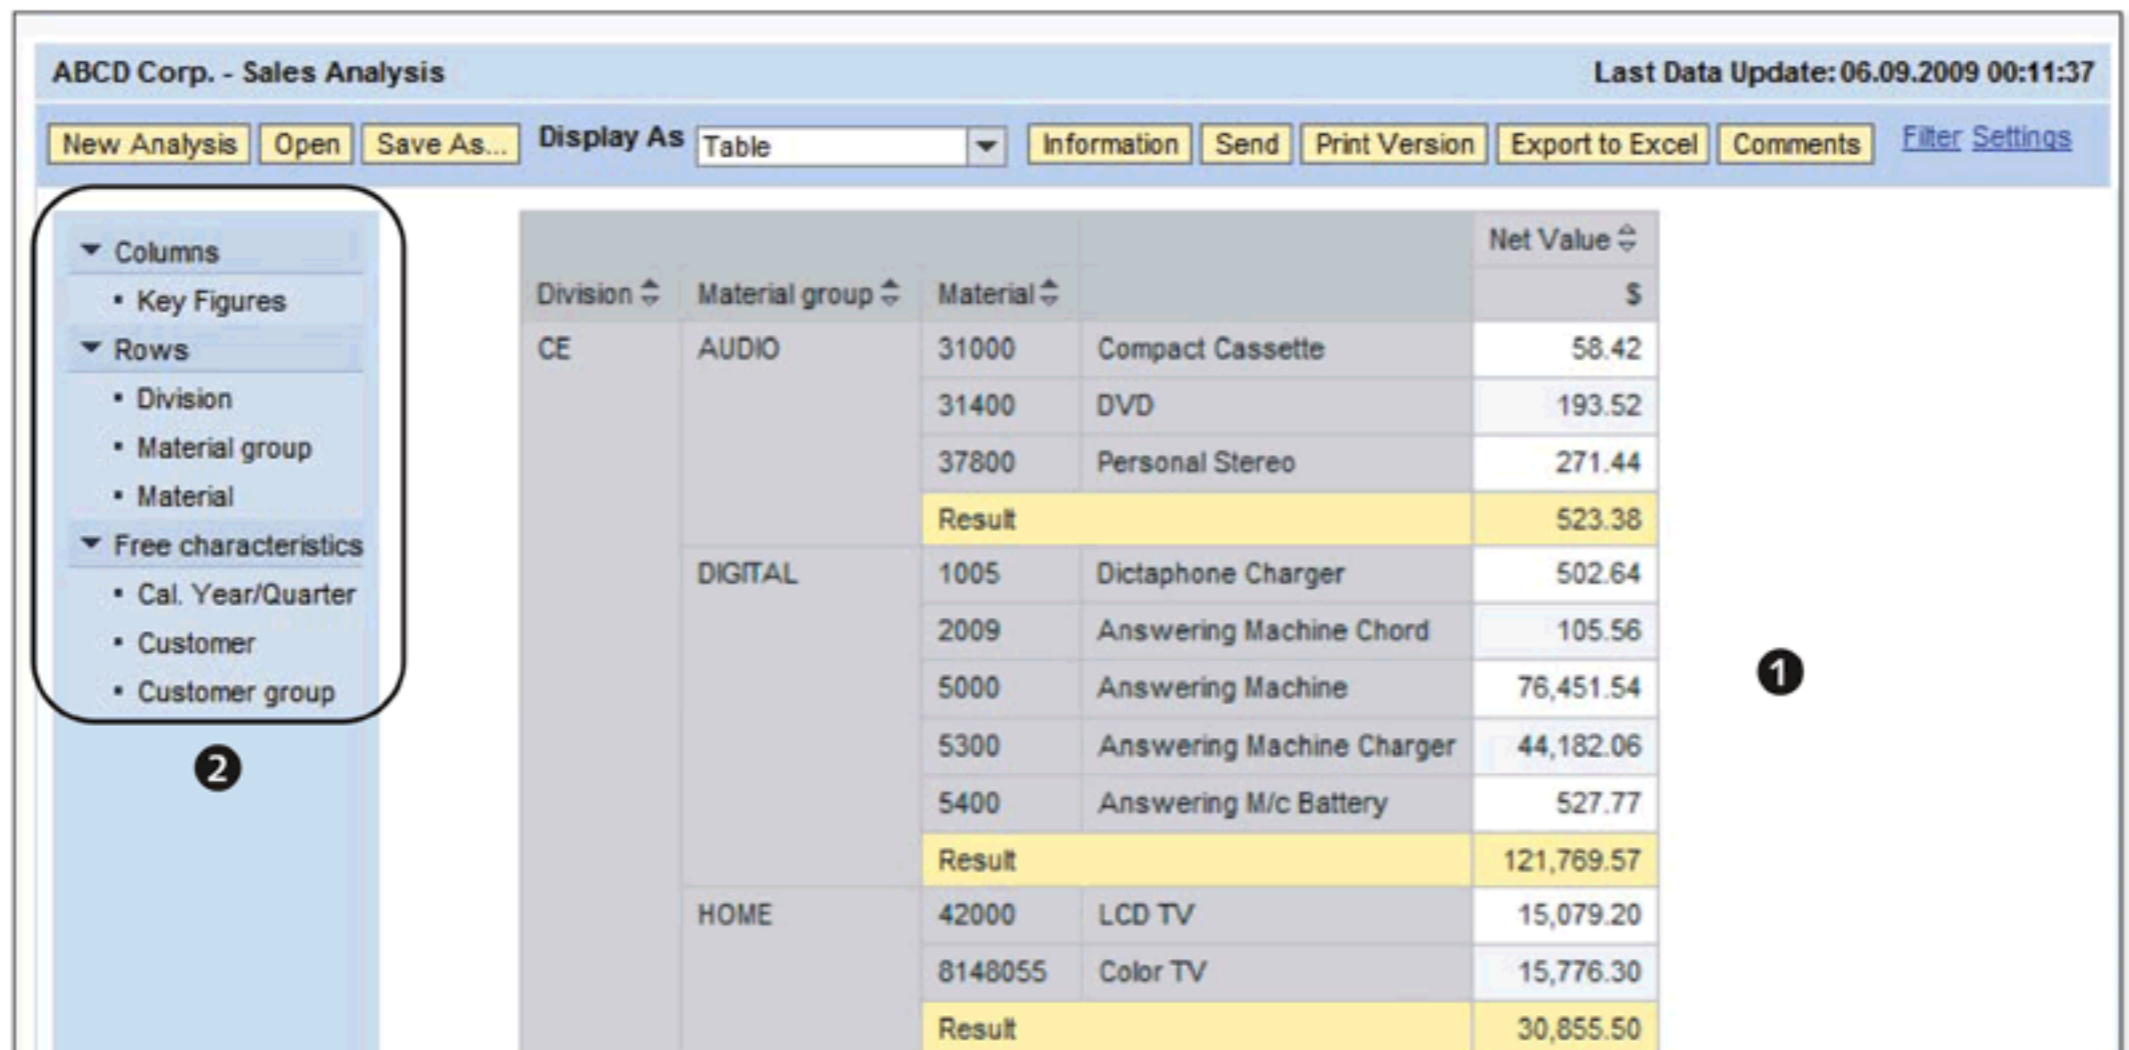 ABCD Corp. - Sales Analysis Last Data Update: 06.09.2009 00:11:37
New Analysis Open Save As... Display As Table Information Send Print Version Export to Excel Comments Filter Settings
Columns
Key Figures
Rows
Division
Material group
Material
Free characteristics
Cal. Year/Quarter
Customer
Customer group
2
Net Value
Division Material group Material $
CE AUDIO 31000 Compact Cassette 58.42
31400 DVD 193.52
37800 Personal Stereo 271.44
Result 523.38
DIGITAL 1005 Dictaphone Charger 502.64
2009 Answering Machine Chord 105.56
5000 Answering Machine 76,451.54
5300 Answering Machine Charger 44,182.06
5400 Answering M/c Battery 527.77
Result 121,769.57
HOME 42000 LCD TV 15,079.20
8148055 Color TV 15,776.30
Result 30,855.50
1